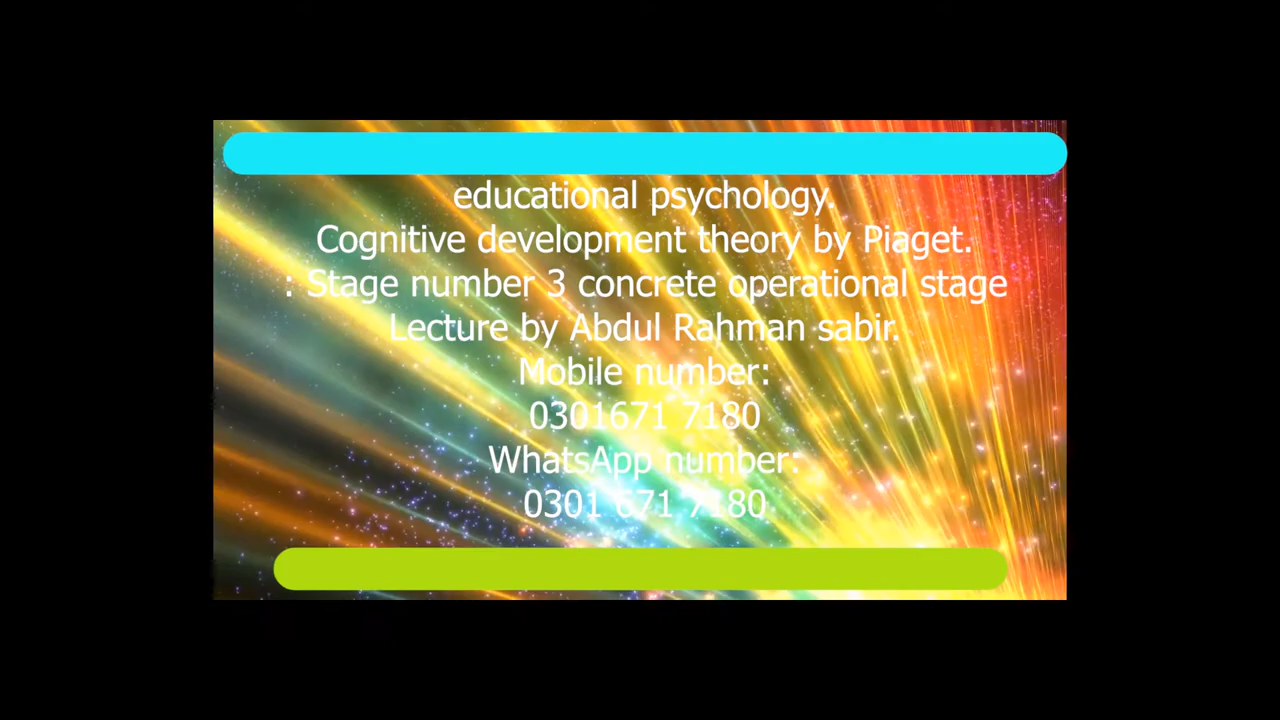 educational psychology.
Cognitive development theory by Piaget.
: Stage number 3 concrete operational stage
Lecture by Abdul Rahman sabir.
Mobile number:
0301671 7180
WhatsApp number:
0301 671 7180